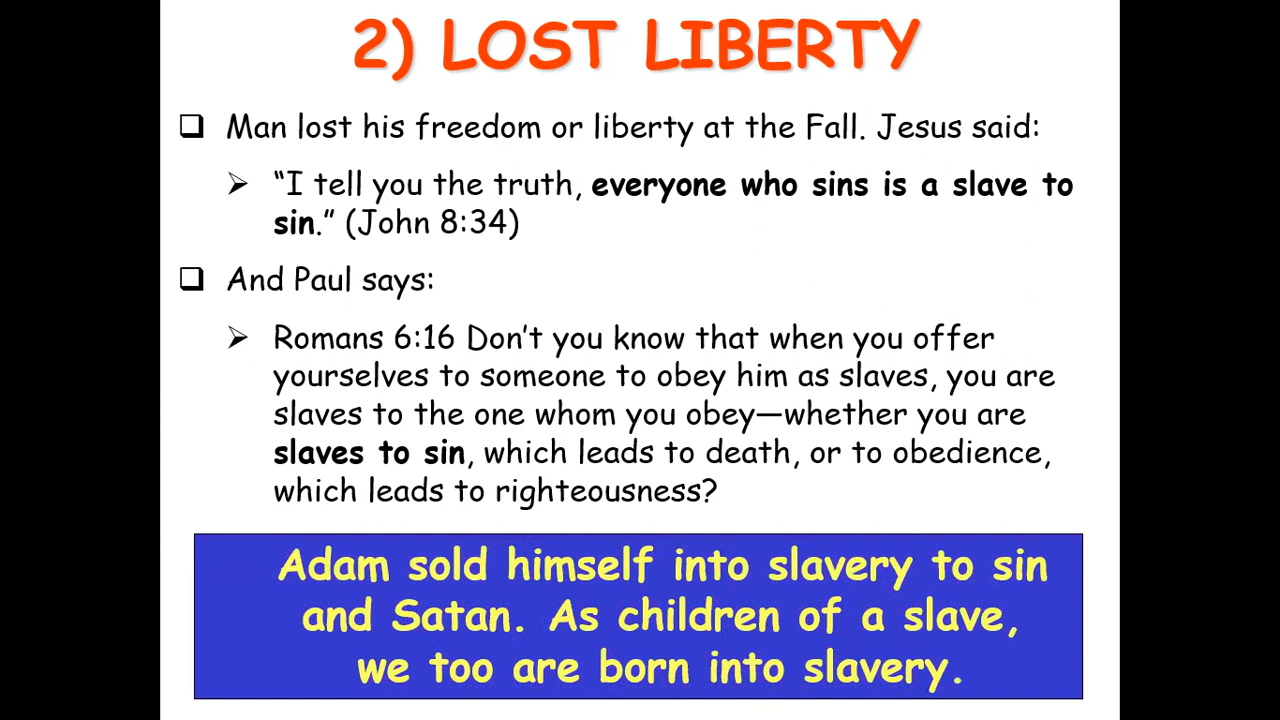 2) LOST LIBERTY
❑ Man lost his freedom or liberty at the Fall. Jesus said:
➢ “I tell you the truth, everyone who sins is a slave to
sin.” (John 8:34)
❑ And Paul says:
➢ Romans 6:16 Don’t you know that when you offer
yourselves to someone to obey him as slaves, you are
slaves to the one whom you obey—whether you are
slaves to sin, which leads to death, or to obedience,
which leads to righteousness?
Adam sold himself into slavery to sin
and Satan. As children of a slave,
we too are born into slavery.